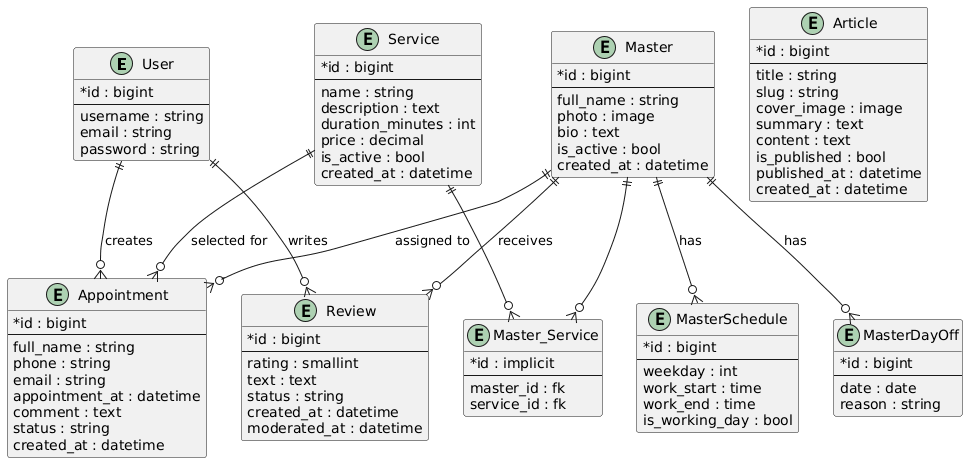 E User
*id : bigint
username : string
email : string
password : string
E Service
*id : bigint
name : string
description : text
duration_minutes : int
price : decimal
is_active : bool
created_at : datetime
E Master
*id : bigint
full_name : string
photo : image
bio : text
is_active : bool
created_at : datetime
E Article
*id : bigint
title : string
slug : string
cover_image : image
summary : text
content : text
is_published : bool
published_at : datetime
created_at : datetime
creates
selected for
writes
assigned to
receives
has
has
E Appointment
*id : bigint
full_name : string
phone : string
email : string
appointment_at : datetime
comment : text
status : string
created_at : datetime
E Review
*id : bigint
rating : smallint
text : text
status : string
created_at : datetime
moderated_at : datetime
E Master_Service
*id : implicit
master_id : fk
service_id : fk
E MasterSchedule
*id : bigint
weekday : int
work_start : time
work_end : time
is_working_day : bool
E MasterDayOff
*id : bigint
date : date
reason : string